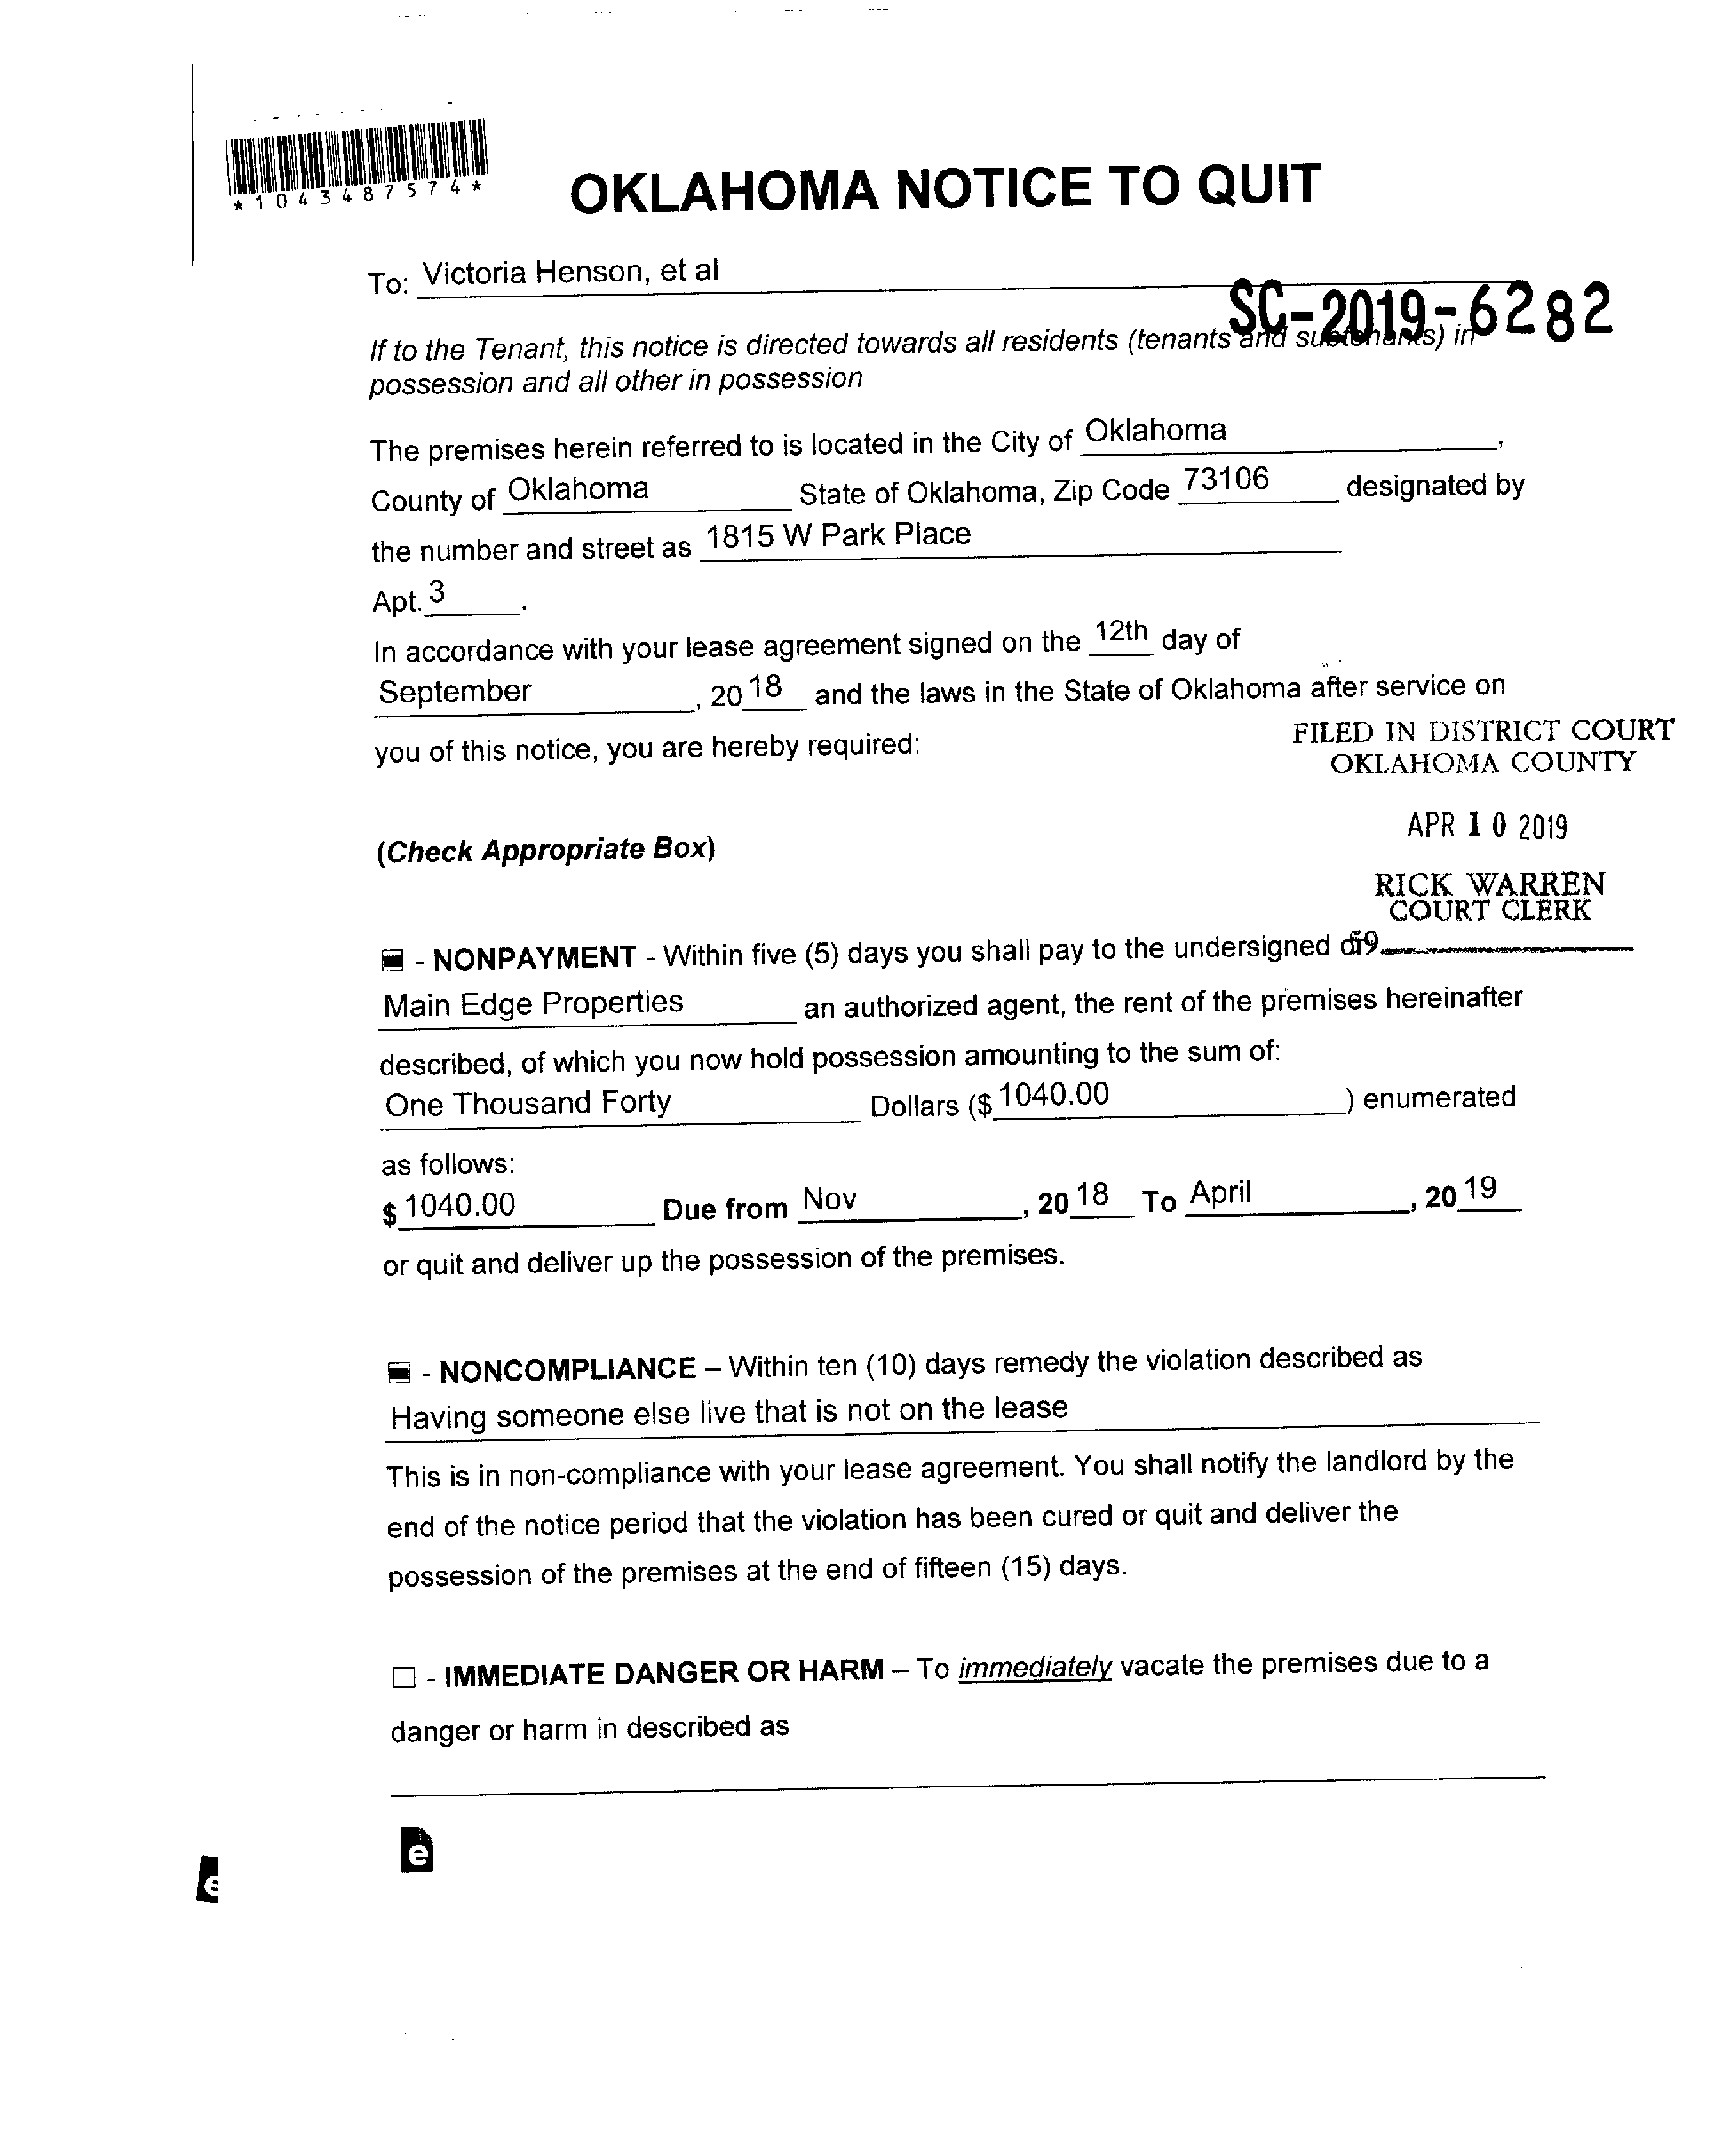 *1043487574*
OKLAHOMA NOTICE TO QUIT
To: Victoria Henson, et al
SC-2019-6282
If to the Tenant, this notice is directed towards all residents (tenants and subtenants) in
possession and all other in possession
The premises herein referred to is located in the City of Oklahoma,
County of Oklahoma State of Oklahoma, Zip Code 73106 designated by
the number and street as 1815 W Park Place
Apt. 3.
In accordance with your lease agreement signed on the 12th day of
September, 2018 and the laws in the State of Oklahoma after service on
you of this notice, you are hereby required:
FILED IN DISTRICT COURT
OKLAHOMA COUNTY
APR 10 2019
(Check Appropriate Box)
RICK WARREN
COURT CLERK
- NONPAYMENT - Within five (5) days you shall pay to the undersigned or
Main Edge Properties an authorized agent, the rent of the premises hereinafter
described, of which you now hold possession amounting to the sum of:
One Thousand Forty Dollars ($ 1040.00) enumerated
as follows:
$ 1040.00 Due from Nov, 2018 To April, 2019
or quit and deliver up the possession of the premises.
- NONCOMPLIANCE – Within ten (10) days remedy the violation described as
Having someone else live that is not on the lease
This is in non-compliance with your lease agreement. You shall notify the landlord by the
end of the notice period that the violation has been cured or quit and deliver the
possession of the premises at the end of fifteen (15) days.
- IMMEDIATE DANGER OR HARM – To immediately vacate the premises due to a
danger or harm in described as
e
e